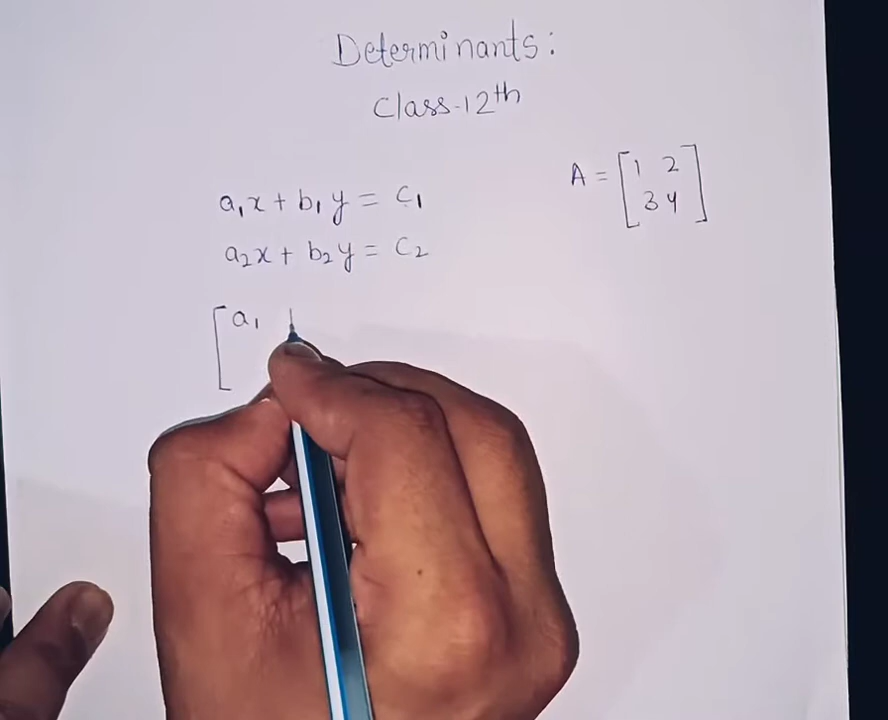 Determinants:
Class-12th
a₁x + b₁y = c₁
a₂x + b₂y = c₂
A = [1 2
3 4]
[a₁